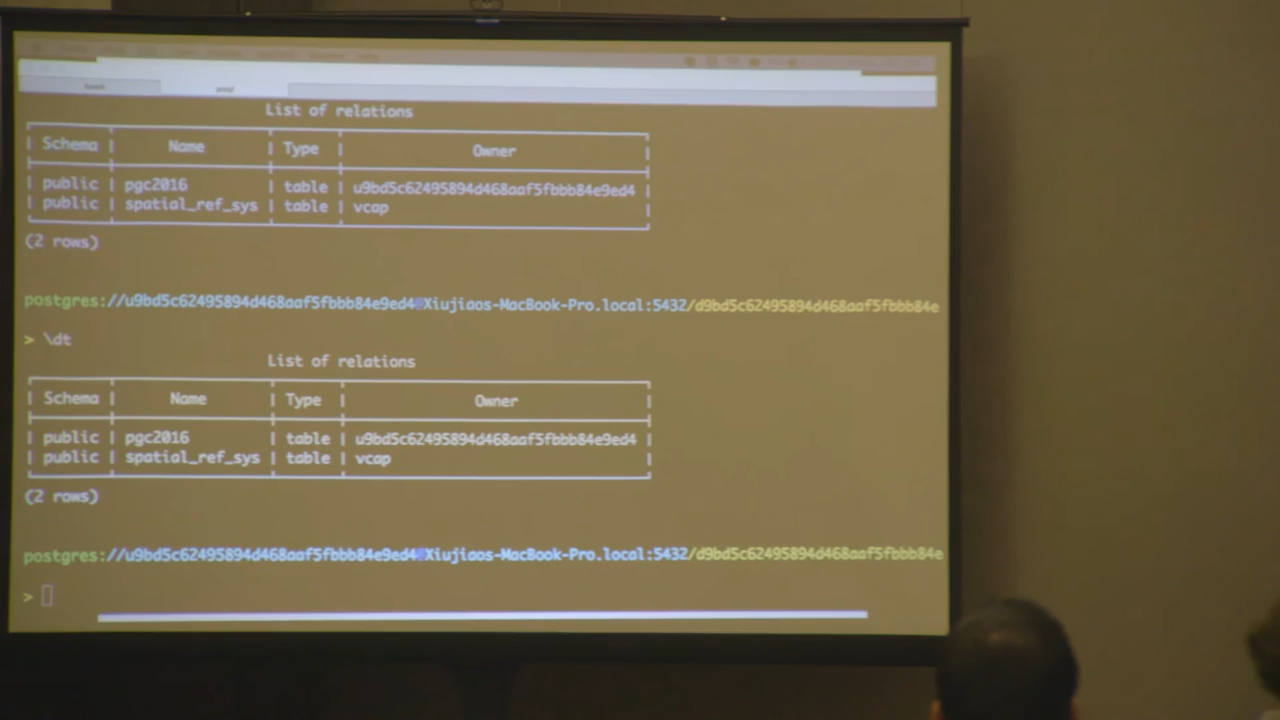 List of relations
| Schema | Name | Type | Owner |
| public | pgc2016 | table | u9bd5c62495894d468aaf5fbbb84e9ed4 |
| public | spatial_ref_sys | table | vcap |
(2 rows)
postgres://u9bd5c62495894d468aaf5fbbb84e9ed4@Xiujiaos-MacBook-Pro.local:5432/d9bd5c62495894d468aaf5fbbb84e
> \dt
List of relations
| Schema | Name | Type | Owner |
| public | pgc2016 | table | u9bd5c62495894d468aaf5fbbb84e9ed4 |
| public | spatial_ref_sys | table | vcap |
(2 rows)
postgres://u9bd5c62495894d468aaf5fbbb84e9ed4@Xiujiaos-MacBook-Pro.local:5432/d9bd5c62495894d468aaf5fbbb84e
>